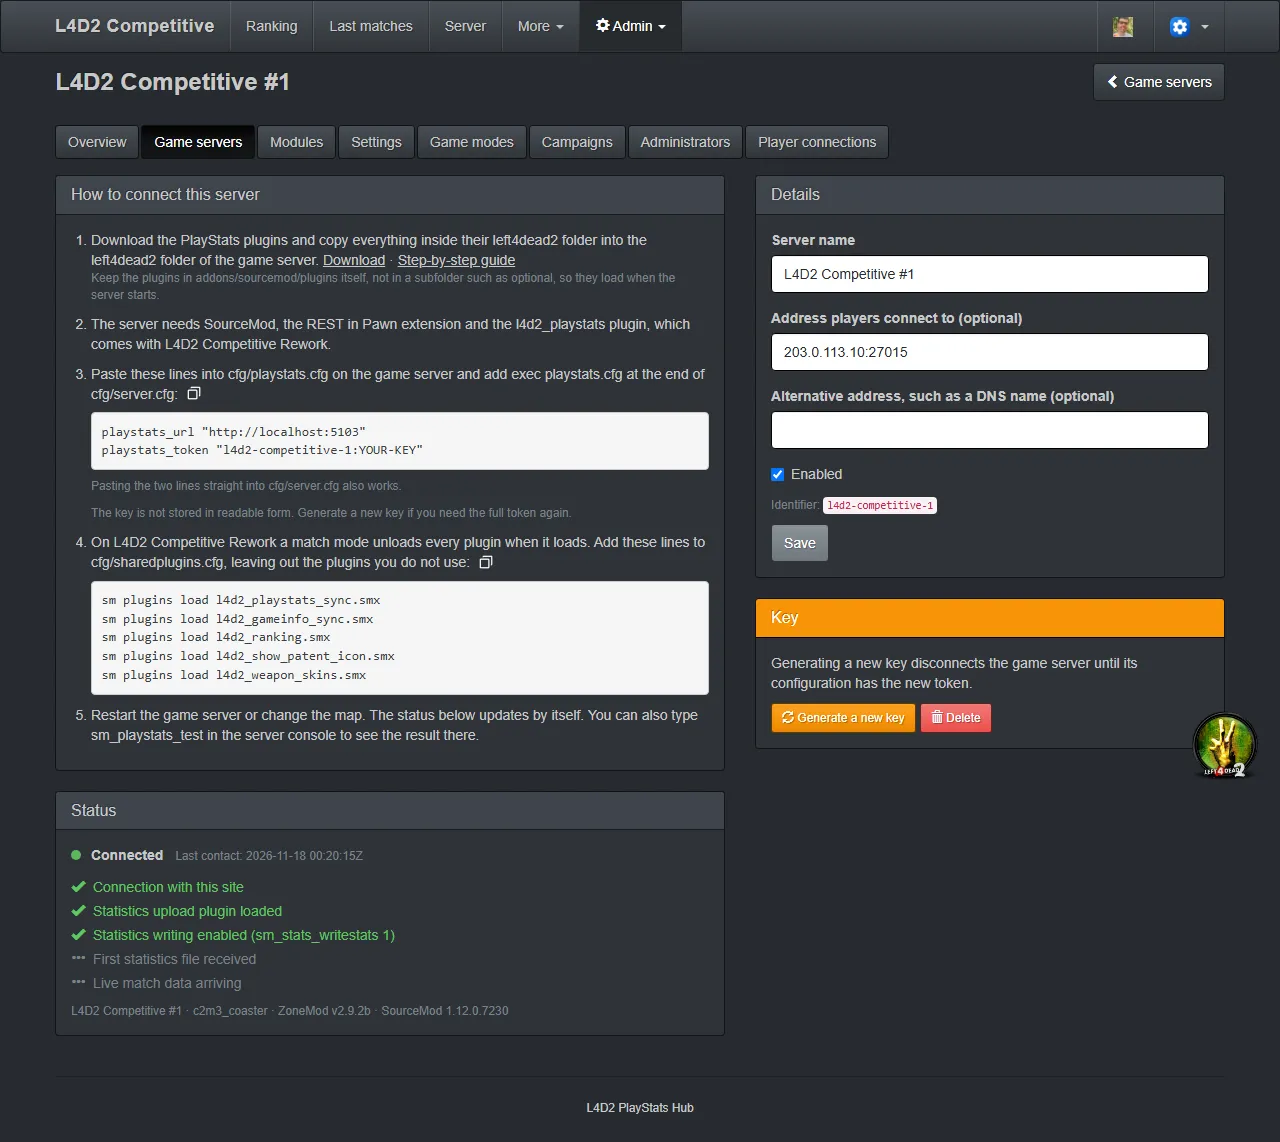 L4D2 Competitive
Ranking
Last matches
Server
More
Admin
L4D2 Competitive #1
Game servers
Overview
Game servers
Modules
Settings
Game modes
Campaigns
Administrators
Player connections
How to connect this server
1. Download the PlayStats plugins and copy everything inside their left4dead2 folder into the
left4dead2 folder of the game server. Download · Step-by-step guide
Keep the plugins in addons/sourcemod/plugins itself, not in a subfolder such as optional, so they load when the
server starts.
2. The server needs SourceMod, the REST in Pawn extension and the l4d2_playstats plugin, which
comes with L4D2 Competitive Rework.
3. Paste these lines into cfg/playstats.cfg on the game server and add exec playstats.cfg at the end of
cfg/server.cfg:
playstats_url "http://localhost:5103"
playstats_token "l4d2-competitive-1:YOUR-KEY"
Pasting the two lines straight into cfg/server.cfg also works.
The key is not stored in readable form. Generate a new key if you need the full token again.
4. On L4D2 Competitive Rework a match mode unloads every plugin when it loads. Add these lines to
cfg/sharedplugins.cfg, leaving out the plugins you do not use:
sm plugins load l4d2_playstats_sync.smx
sm plugins load l4d2_gameinfo_sync.smx
sm plugins load l4d2_ranking.smx
sm plugins load l4d2_show_patent_icon.smx
sm plugins load l4d2_weapon_skins.smx
5. Restart the game server or change the map. The status below updates by itself. You can also type
sm_playstats_test in the server console to see the result there.
Status
Connected Last contact: 2026-11-18 00:20:15Z
Connection with this site
Statistics upload plugin loaded
Statistics writing enabled (sm_stats_writestats 1)
First statistics file received
Live match data arriving
L4D2 Competitive #1 · c2m3_coaster · ZoneMod v2.9.2b · SourceMod 1.12.0.7230
Details
Server name
L4D2 Competitive #1
Address players connect to (optional)
203.0.113.10:27015
Alternative address, such as a DNS name (optional)
Enabled
Identifier: l4d2-competitive-1
Save
Key
Generating a new key disconnects the game server until its
configuration has the new token.
Generate a new key
Delete
LEFT 4 DEAD 2
L4D2 PlayStats Hub